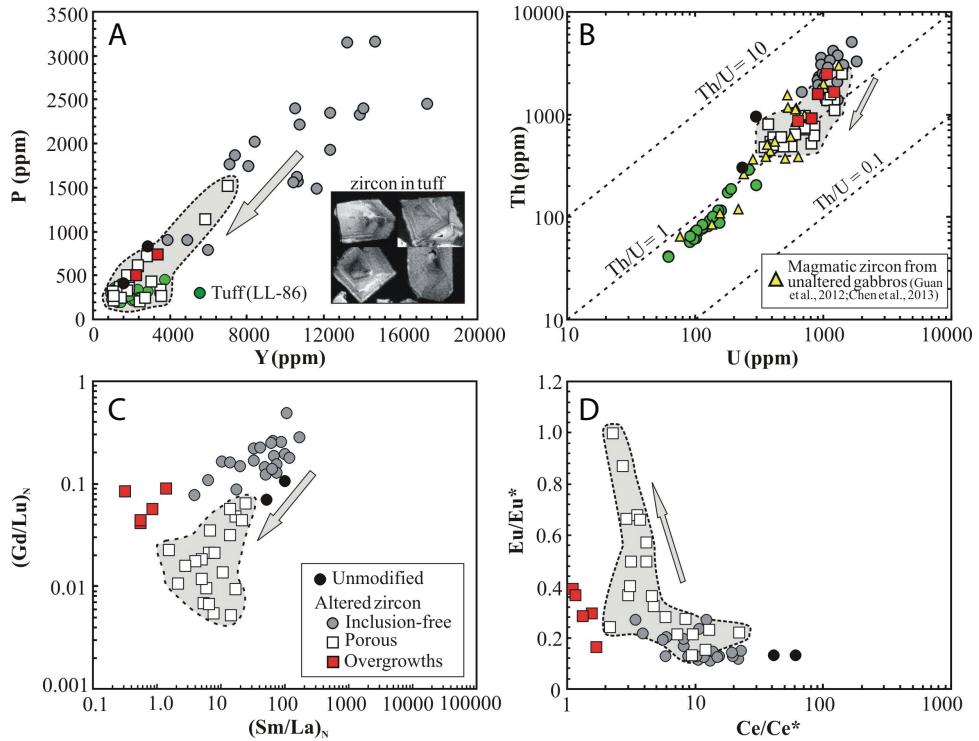 A
P (ppm)
3500
3000
2500
2000
1500
1000
500
0
0
4000
8000
12000
16000
20000
Y (ppm)
zircon in tuff
Tuff (LL-86)
B
Th (ppm)
10000
1000
100
10
10
100
1000
10000
U (ppm)
Th/U = 10
Th/U = 1
Th/U = 0.1
Magmatic zircon from
unaltered gabbros (Guan
et al., 2012; Chen et al., 2013)
C
(Gd/Lu)N
1
0.1
0.01
0.001
0.1
1.0
10
100
1000
10000
(Sm/La)N
Unmodified
Altered zircon
Inclusion-free
Porous
Overgrowths
D
Eu/Eu*
1.2
1.0
0.8
0.6
0.4
0.2
0
1
10
100
1000
Ce/Ce*